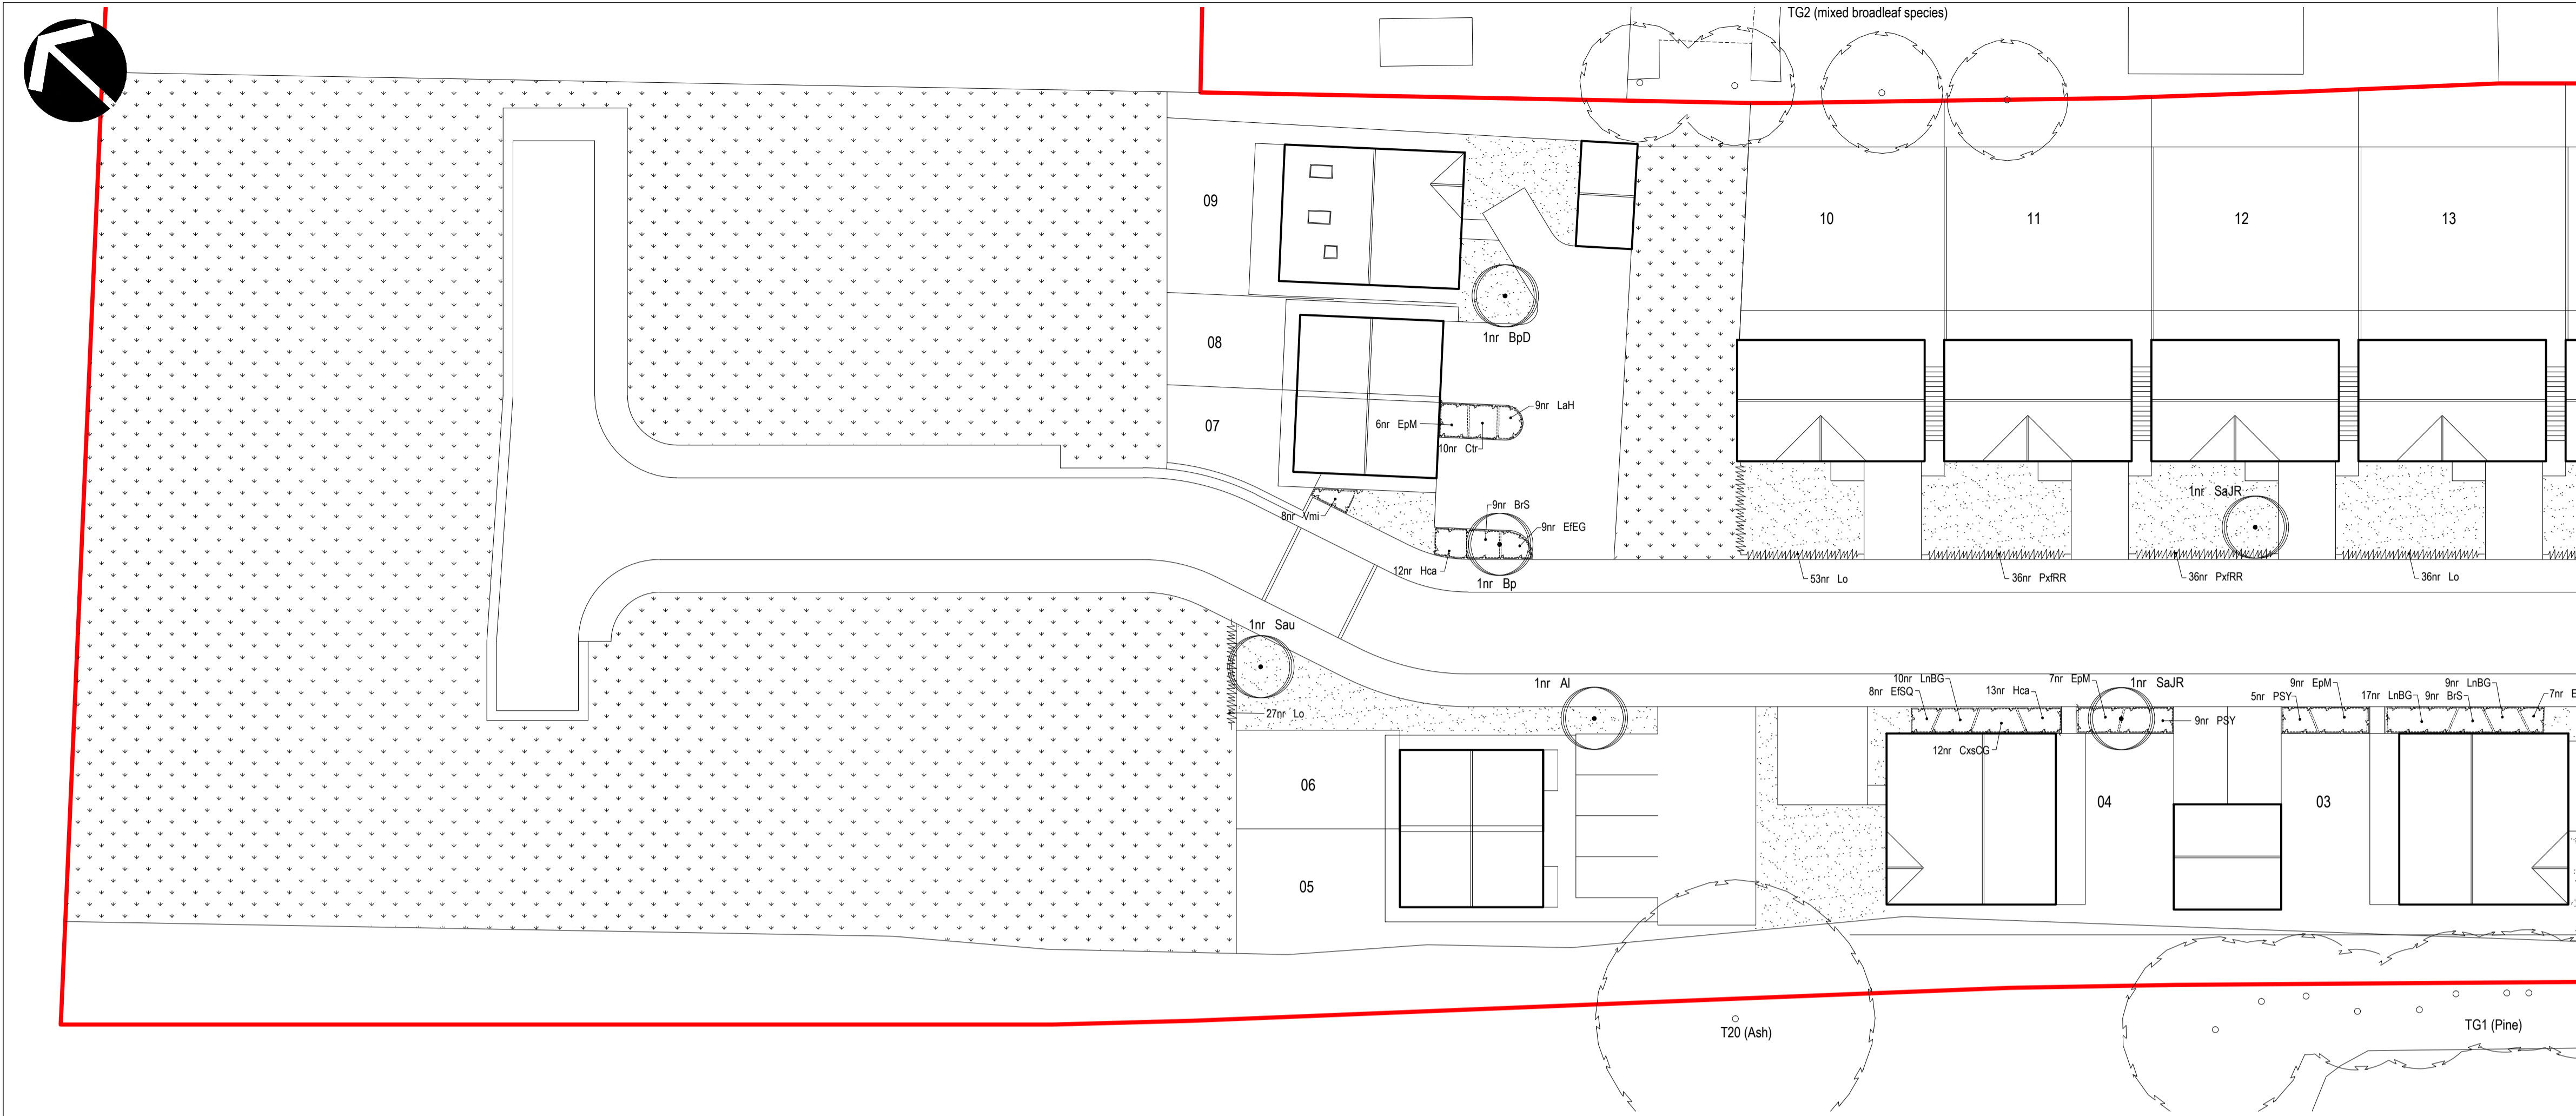 TG2 (mixed broadleaf species)
09
10
11
12
13
1nr BpD
08
9nr LaH
6nr EpM
07
10nr Ctr
1nr SaJR
9nr BrS
8nr Vmi
9nr EfEG
12nr Hca
1nr Bp
53nr Lo
36nr PxfRR
36nr PxfRR
36nr Lo
1nr Sau
1nr Al
10nr LnBG
7nr EpM
1nr SaJR
9nr EpM
9nr LnBG
8nr EfSQ
13nr Hca
5nr PSY
17nr LnBG
9nr BrS
7nr E
27nr Lo
9nr PSY
12nr CxsCG
06
04
03
05
T20 (Ash)
TG1 (Pine)